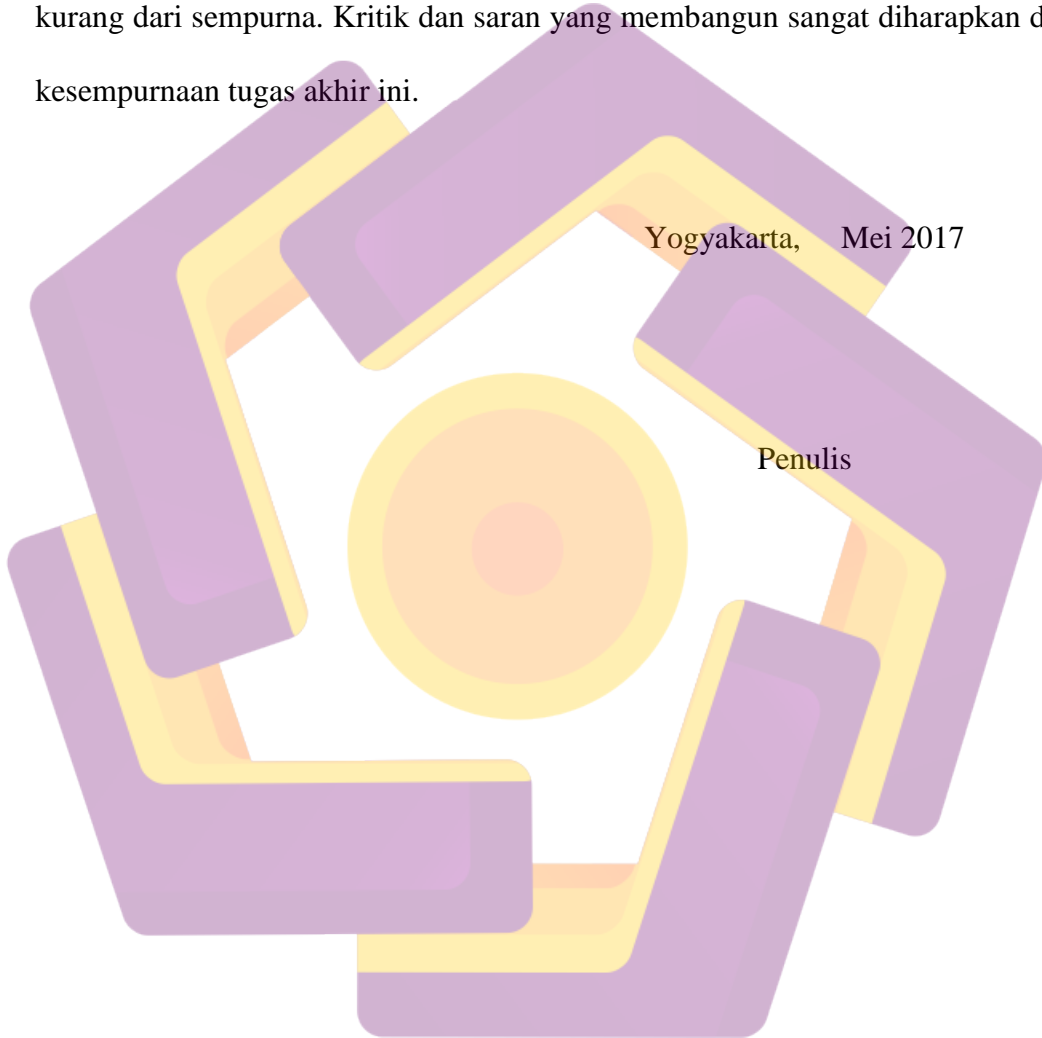 kurang dari sempurna. Kritik dan saran yang membangun sangat diharapkan d
kesempurnaan tugas akhir ini.
Yogyakarta, Mei 2017
Penulis